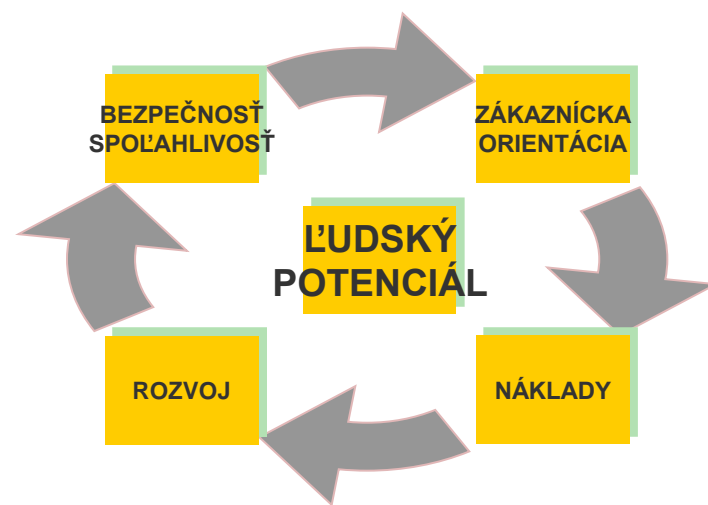 BEZPEČNOSŤ
SPOĽAHLIVOSŤ
ZÁKAZNÍCKA
ORIENTÁCIA
ĽUDSKÝ
POTENCIÁL
ROZVOJ
NÁKLADY